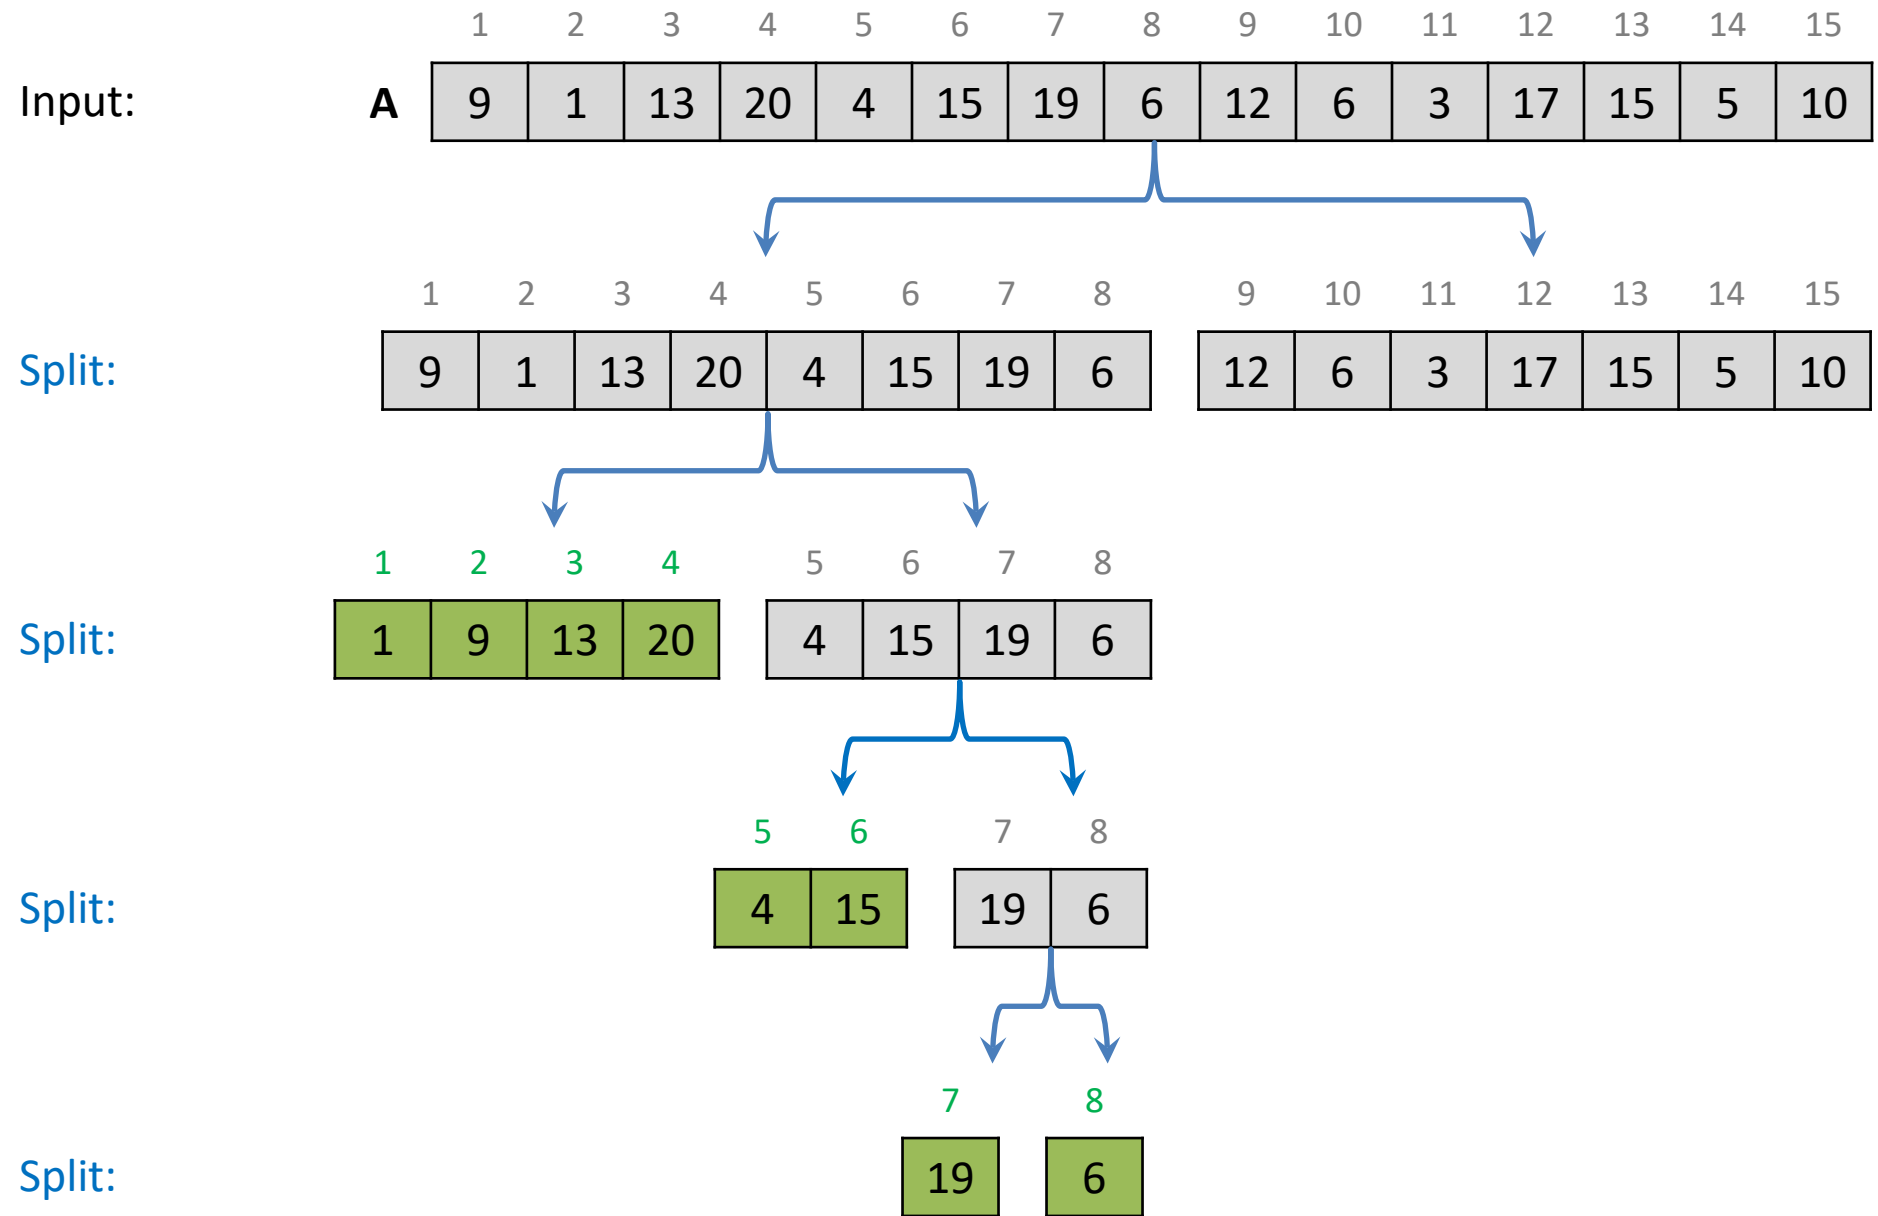 1 2 3 4 5 6 7 8 9 10 11 12 13 14 15
Input: A 9 1 13 20 4 15 19 6 12 6 3 17 15 5 10
1 2 3 4 5 6 7 8 9 10 11 12 13 14 15
Split: 9 1 13 20 4 15 19 6 12 6 3 17 15 5 10
1 2 3 4 5 6 7 8
Split: 1 9 13 20 4 15 19 6
5 6 7 8
Split: 4 15 19 6
7 8
Split: 19 6